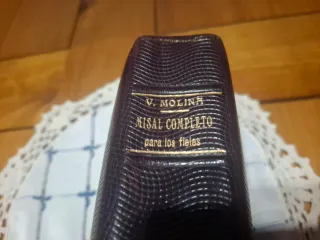 V. MOLINA
MISAL COMPLETO
para los fieles